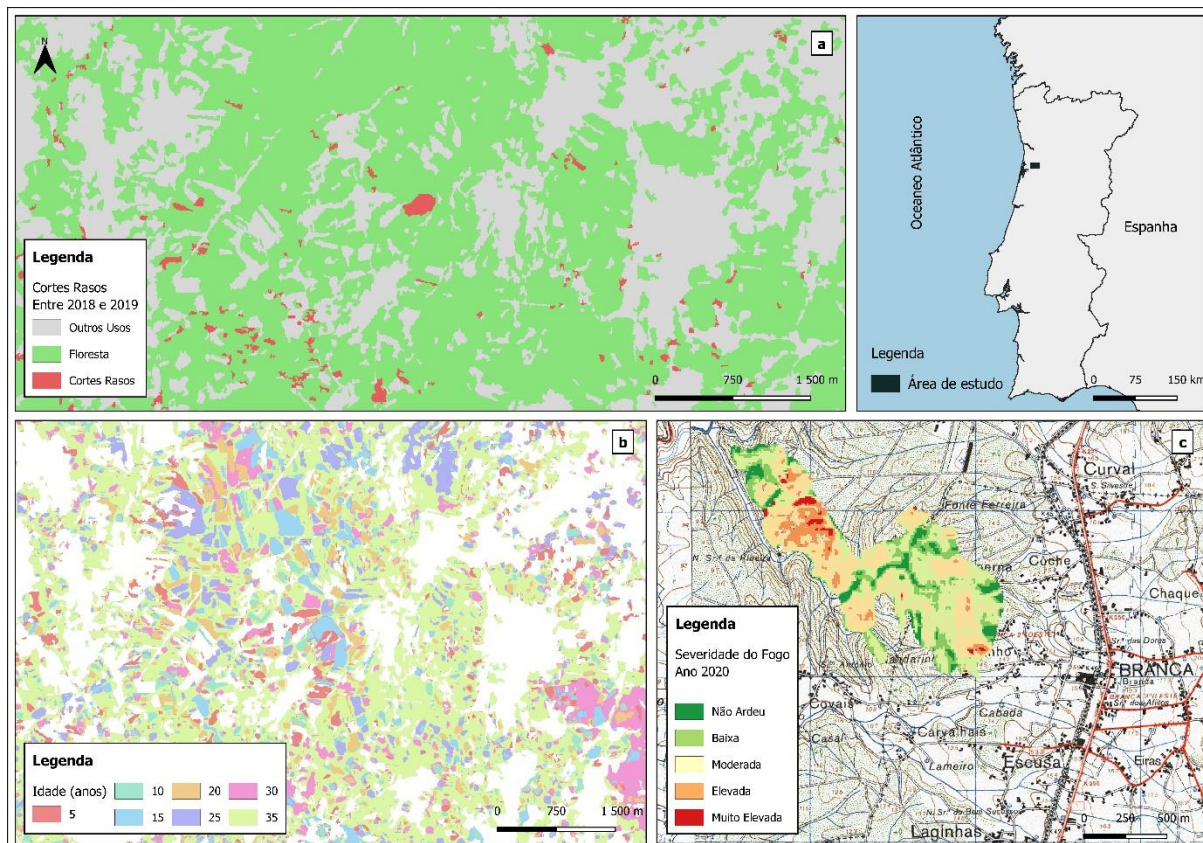 N
a
Legenda
Cortes Rasos
Entre 2018 e 2019
Outros Usos
Floresta
Cortes Rasos
0 750 1 500 m
Oceaneo Atlântico
Espanha
Legenda
Área de estudo
0 75 150 km
b
Legenda
Idade (anos)
5
10
20
30
15
25
35
0 750 1 500 m
c
Curval
S. Silvestre
Fonte Ferreira
Coche
Chaque
BRANCA
Branca
Covais
Casal
Cabada
Carvalhais
Lameiro
Escusa
Eiras
Laginhas
Legenda
Severidade do Fogo
Ano 2020
Não Ardeu
Baixa
Moderada
Elevada
Muito Elevada
0 250 500 m